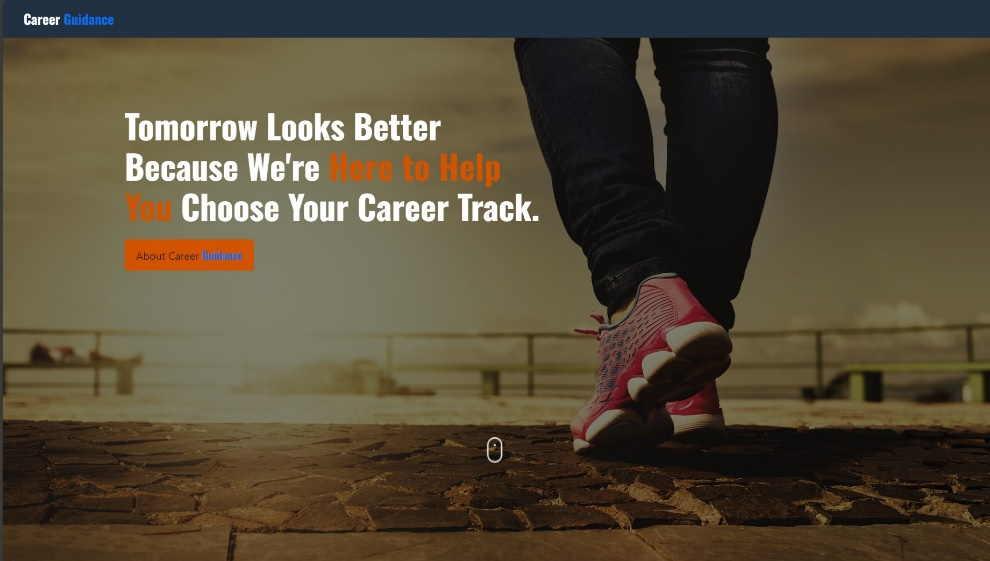 Career Guidance
Tomorrow Looks Better
Because We're Here to Help
You Choose Your Career Track.
About Career Guidance